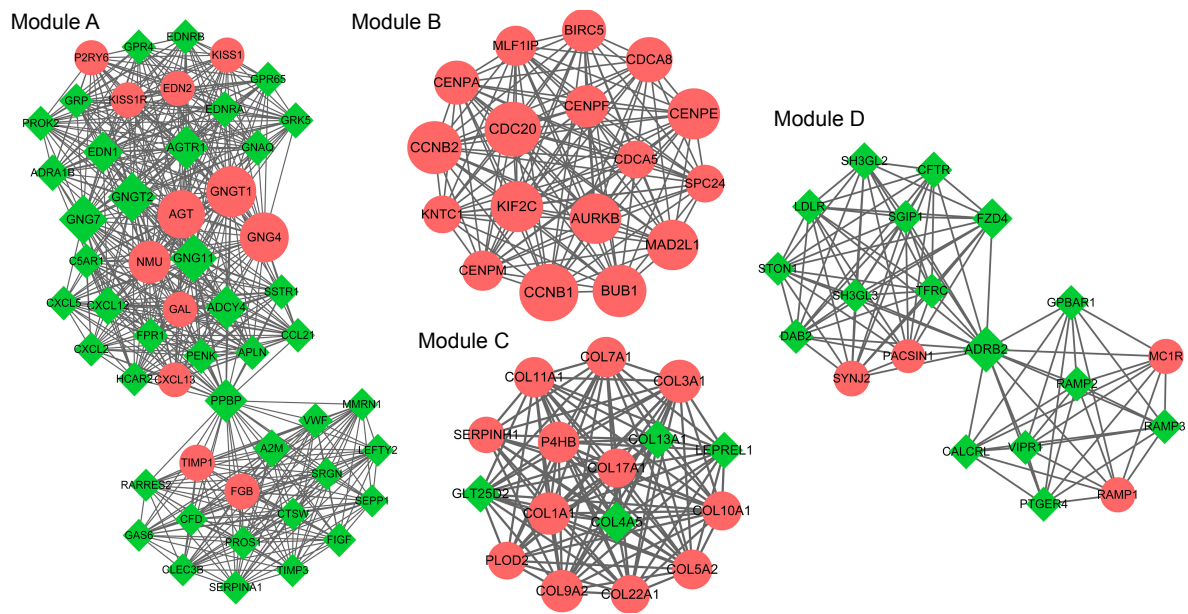 Module A
EDNRB
GPR4
P2RY6
KISS1
GPR65
EDN2
KISS1R
GRP
EDNRA
PROK2
GRK5
AGTR1
GNAQ
EDN1
ADRA1B
GNGT2
GNGT1
AGT
GNG7
GNG4
C5AR1
NMU
GNG11
SSTR1
CXCL5
CXCL12
GAL
ADCY4
CCL21
FPR1
CXCL2
PENK
APLN
HCAR2
CXCL13
PPBP
MMRN1
VWF
A2M
LEFTY2
TIMP1
SRGN
RARRES2
FGB
SEPP1
CFD
CTSW
GAS6
PROS1
FIGF
CLEC3B
TIMP3
SERPINA1
Module B
BIRC5
MLF1IP
CDCA8
CENPA
CENPF
CENPE
CDC20
CCNB2
CDCA5
SPC24
KIF2C
KNTC1
AURKB
MAD2L1
CENPM
CCNB1
BUB1
Module C
COL7A1
COL11A1
COL3A1
SERPINH1
P4HB
COL13A1
LEPREL1
COL17A1
GLT25D2
COL1A1
COL4A5
COL10A1
PLOD2
COL5A2
COL9A2
COL22A1
Module D
SH3GL2
CFTR
LDLR
SGIP1
FZD4
STON1
SH3GL3
TFRC
GPBAR1
DAB2
ADRB2
PACSIN1
MC1R
SYNJ2
RAMP2
RAMP3
VIPR1
CALCRL
RAMP1
PTGER4